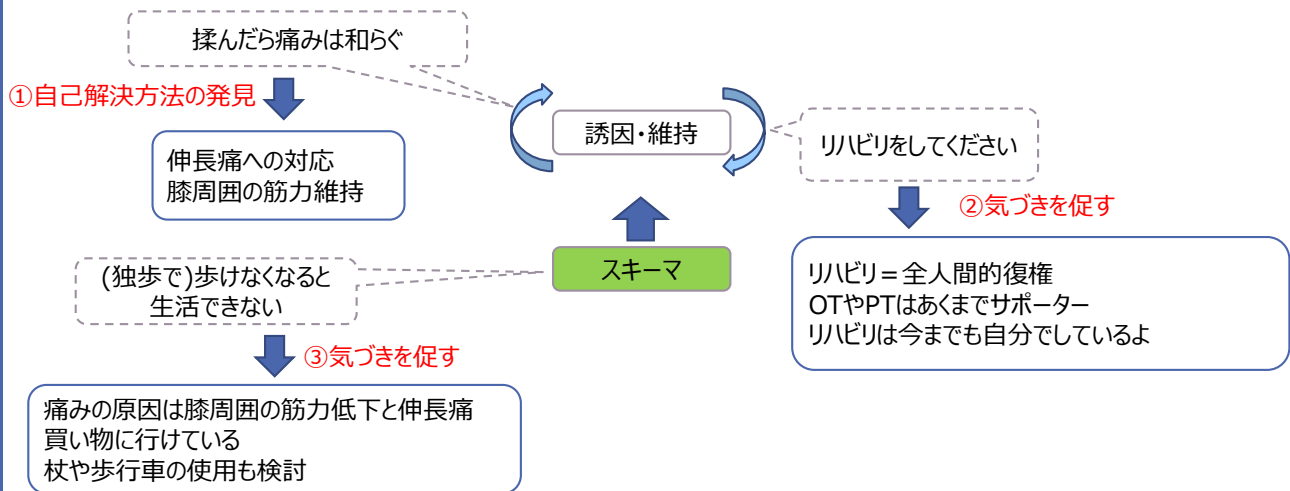 揉んだら痛みは和らぐ
①自己解決方法の発見
伸長痛への対応
膝周囲の筋力維持
誘因・維持
リハビリをしてください
②気づきを促す
リハビリ＝全人間的復権
OTやPTはあくまでサポーター
リハビリは今までも自分でしているよ
スキーマ
(独歩で)歩けなくなると
生活できない
③気づきを促す
痛みの原因は膝周囲の筋力低下と伸長痛
買い物に行けている
杖や歩行車の使用も検討